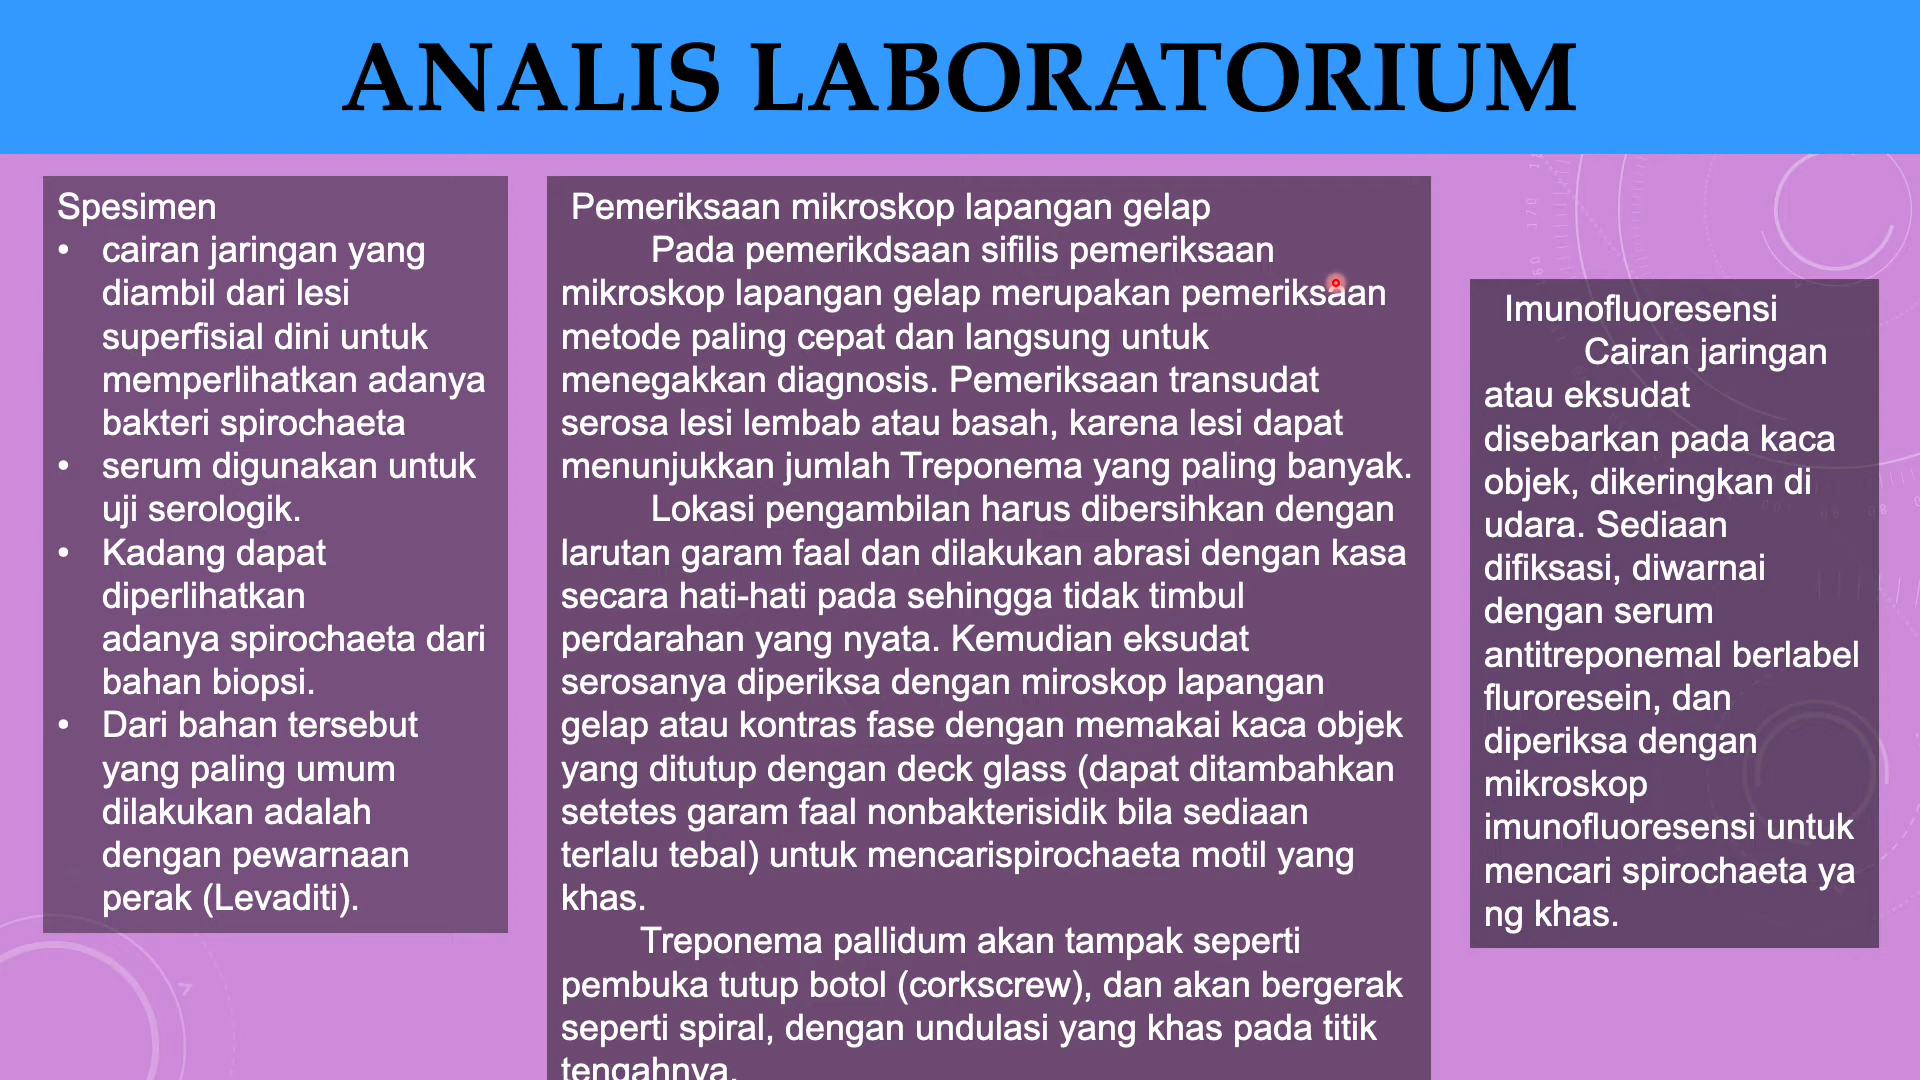 ANALIS LABORATORIUM
Spesimen
• cairan jaringan yang
diambil dari lesi
superfisial dini untuk
memperlihatkan adanya
bakteri spirochaeta
• serum digunakan untuk
uji serologik.
• Kadang dapat
diperlihatkan
adanya spirochaeta dari
bahan biopsi.
• Dari bahan tersebut
yang paling umum
dilakukan adalah
dengan pewarnaan
perak (Levaditi).
Pemeriksaan mikroskop lapangan gelap
Pada pemerikdsaan sifilis pemeriksaan
mikroskop lapangan gelap merupakan pemeriksaan
metode paling cepat dan langsung untuk
menegakkan diagnosis. Pemeriksaan transudat
serosa lesi lembab atau basah, karena lesi dapat
menunjukkan jumlah Treponema yang paling banyak.
Lokasi pengambilan harus dibersihkan dengan
larutan garam faal dan dilakukan abrasi dengan kasa
secara hati-hati pada sehingga tidak timbul
perdarahan yang nyata. Kemudian eksudat
serosanya diperiksa dengan miroskop lapangan
gelap atau kontras fase dengan memakai kaca objek
yang ditutup dengan deck glass (dapat ditambahkan
setetes garam faal nonbakterisidik bila sediaan
terlalu tebal) untuk mencarispirochaeta motil yang
khas.
Treponema pallidum akan tampak seperti
pembuka tutup botol (corkscrew), dan akan bergerak
seperti spiral, dengan undulasi yang khas pada titik
tengahnya.
Imunofluoresensi
Cairan jaringan
atau eksudat
disebarkan pada kaca
objek, dikeringkan di
udara. Sediaan
difiksasi, diwarnai
dengan serum
antitreponemal berlabel
fluroresein, dan
diperiksa dengan
mikroskop
imunofluoresensi untuk
mencari spirochaeta ya
ng khas.